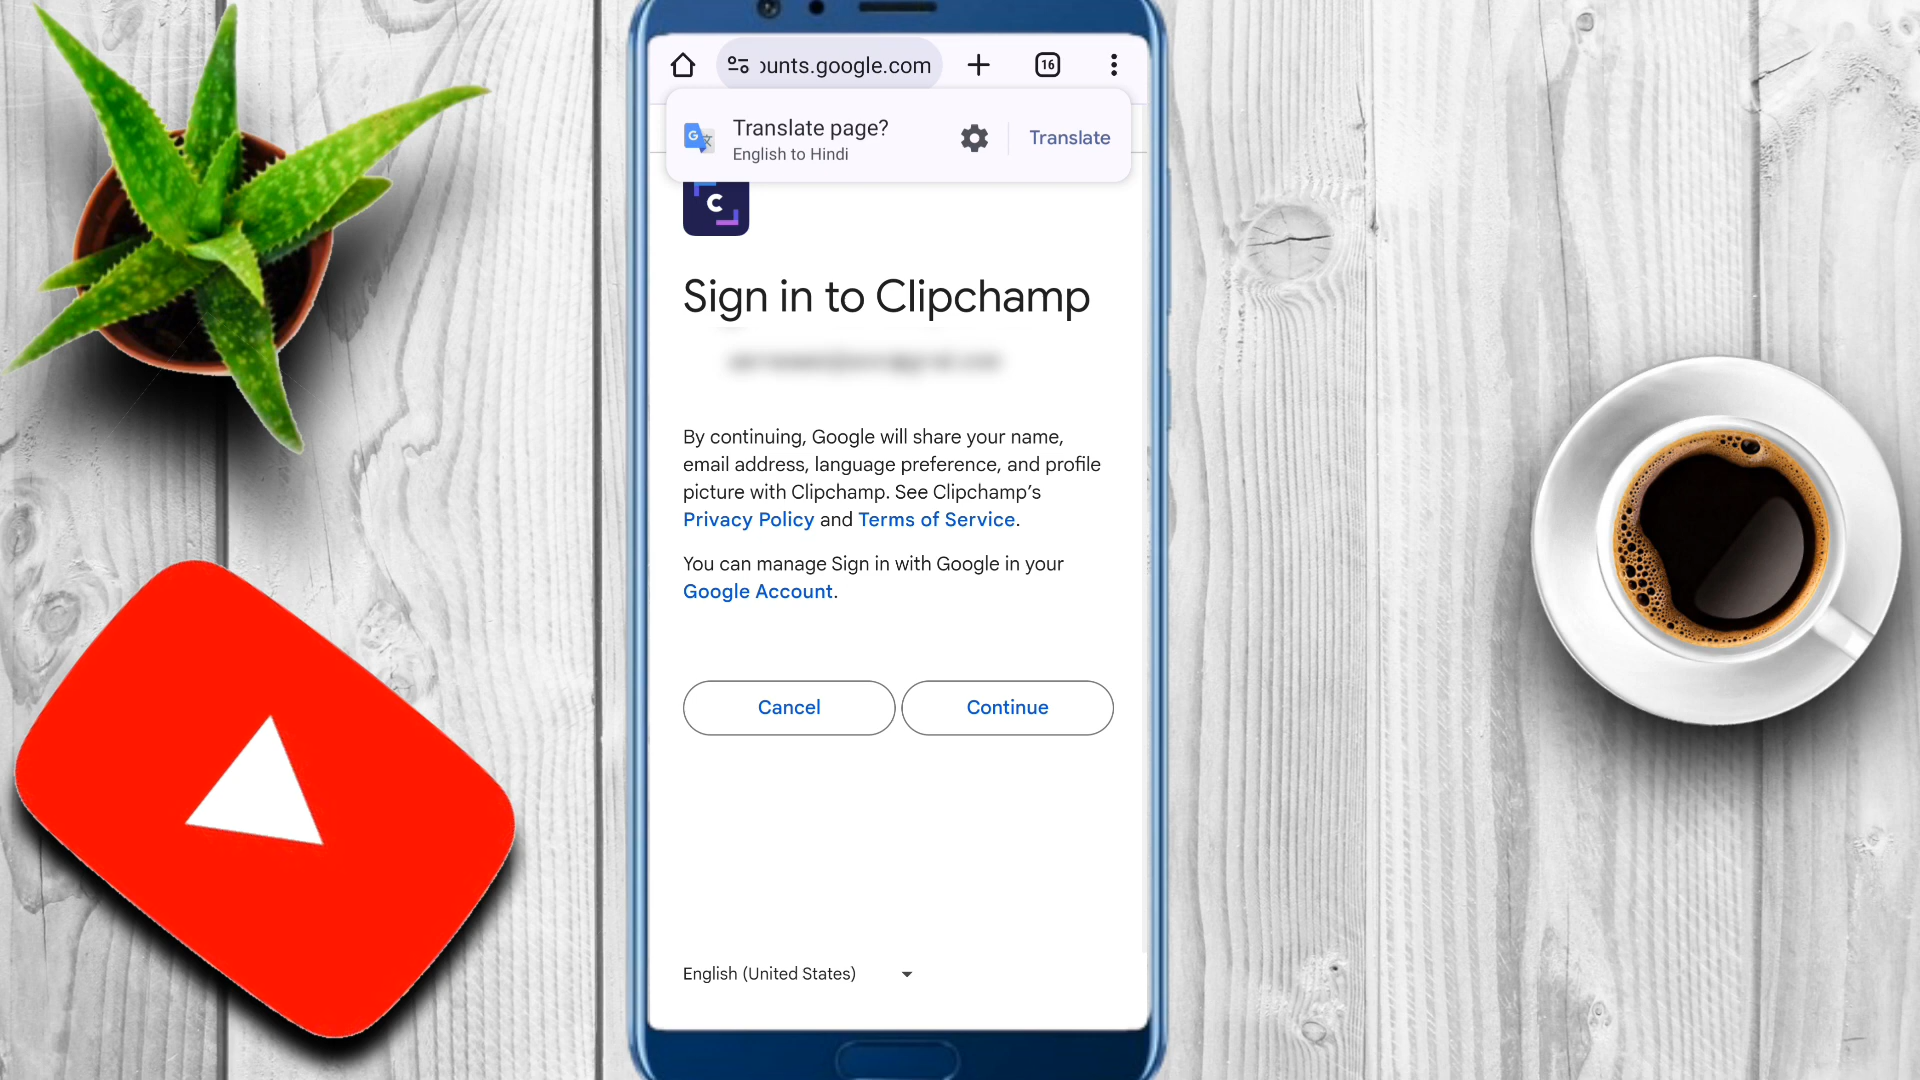 ounts.google.com
16
Translate page?
English to Hindi
Translate
C
Sign in to Clipchamp
By continuing, Google will share your name,
email address, language preference, and profile
picture with Clipchamp. See Clipchamp’s
Privacy Policy and Terms of Service.
You can manage Sign in with Google in your
Google Account.
Cancel
Continue
English (United States)